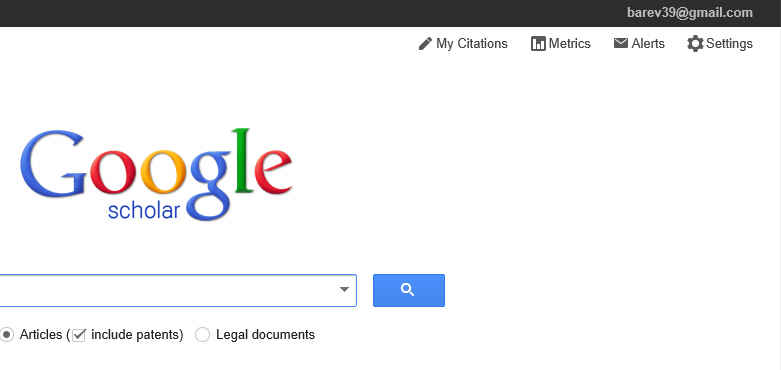 barev39@gmail.com
My Citations Metrics Alerts Settings
Google
scholar
Articles (include patents) Legal documents